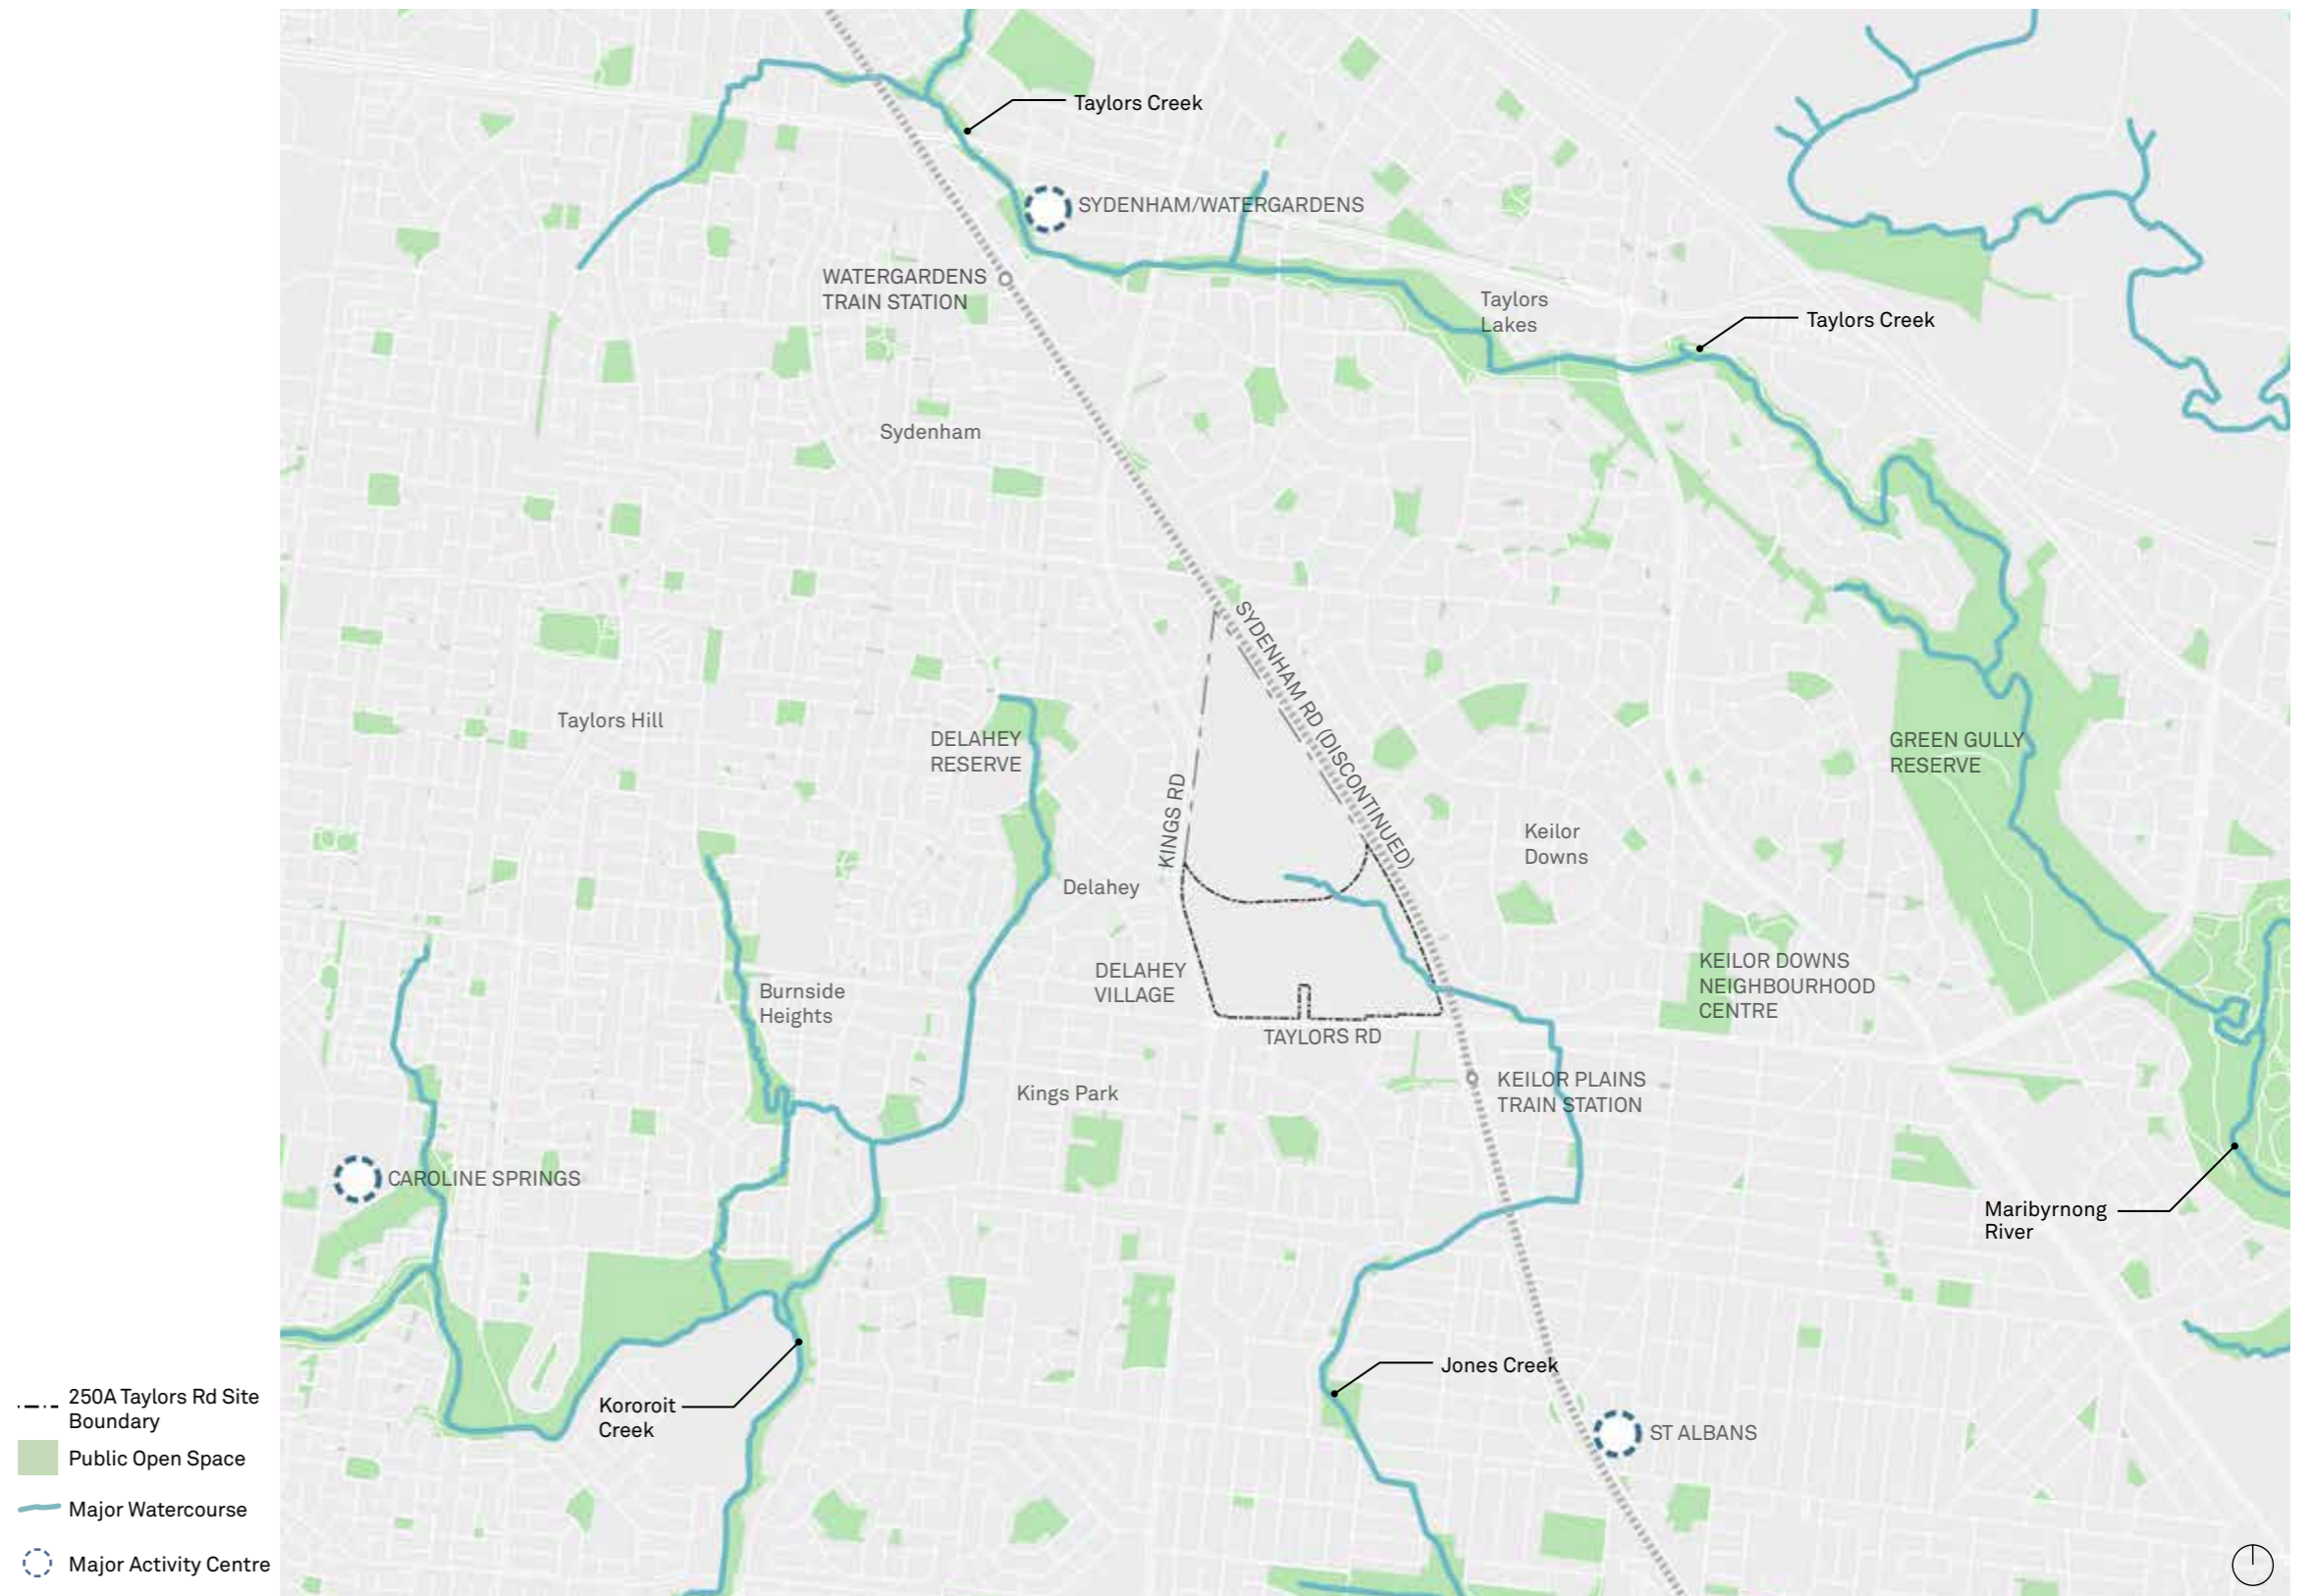 Taylors Creek
SYDENHAM/WATERGARDENS
WATERGARDENS
TRAIN STATION
Taylors
Lakes
Taylors Creek
Sydenham
SYDENHAM RD (DISCONTINUED)
Taylors Hill
DELAHEY
RESERVE
GREEN GULLY
RESERVE
KINGS RD
Keilor
Downs
Delahey
DELAHEY
VILLAGE
KEILOR DOWNS
NEIGHBOURHOOD
CENTRE
Burnside
Heights
TAYLORS RD
Kings Park
KEILOR PLAINS
TRAIN STATION
CAROLINE SPRINGS
Maribyrnong
River
Jones Creek
Kororoit
Creek
ST ALBANS
250A Taylors Rd Site
Boundary
Public Open Space
Major Watercourse
Major Activity Centre